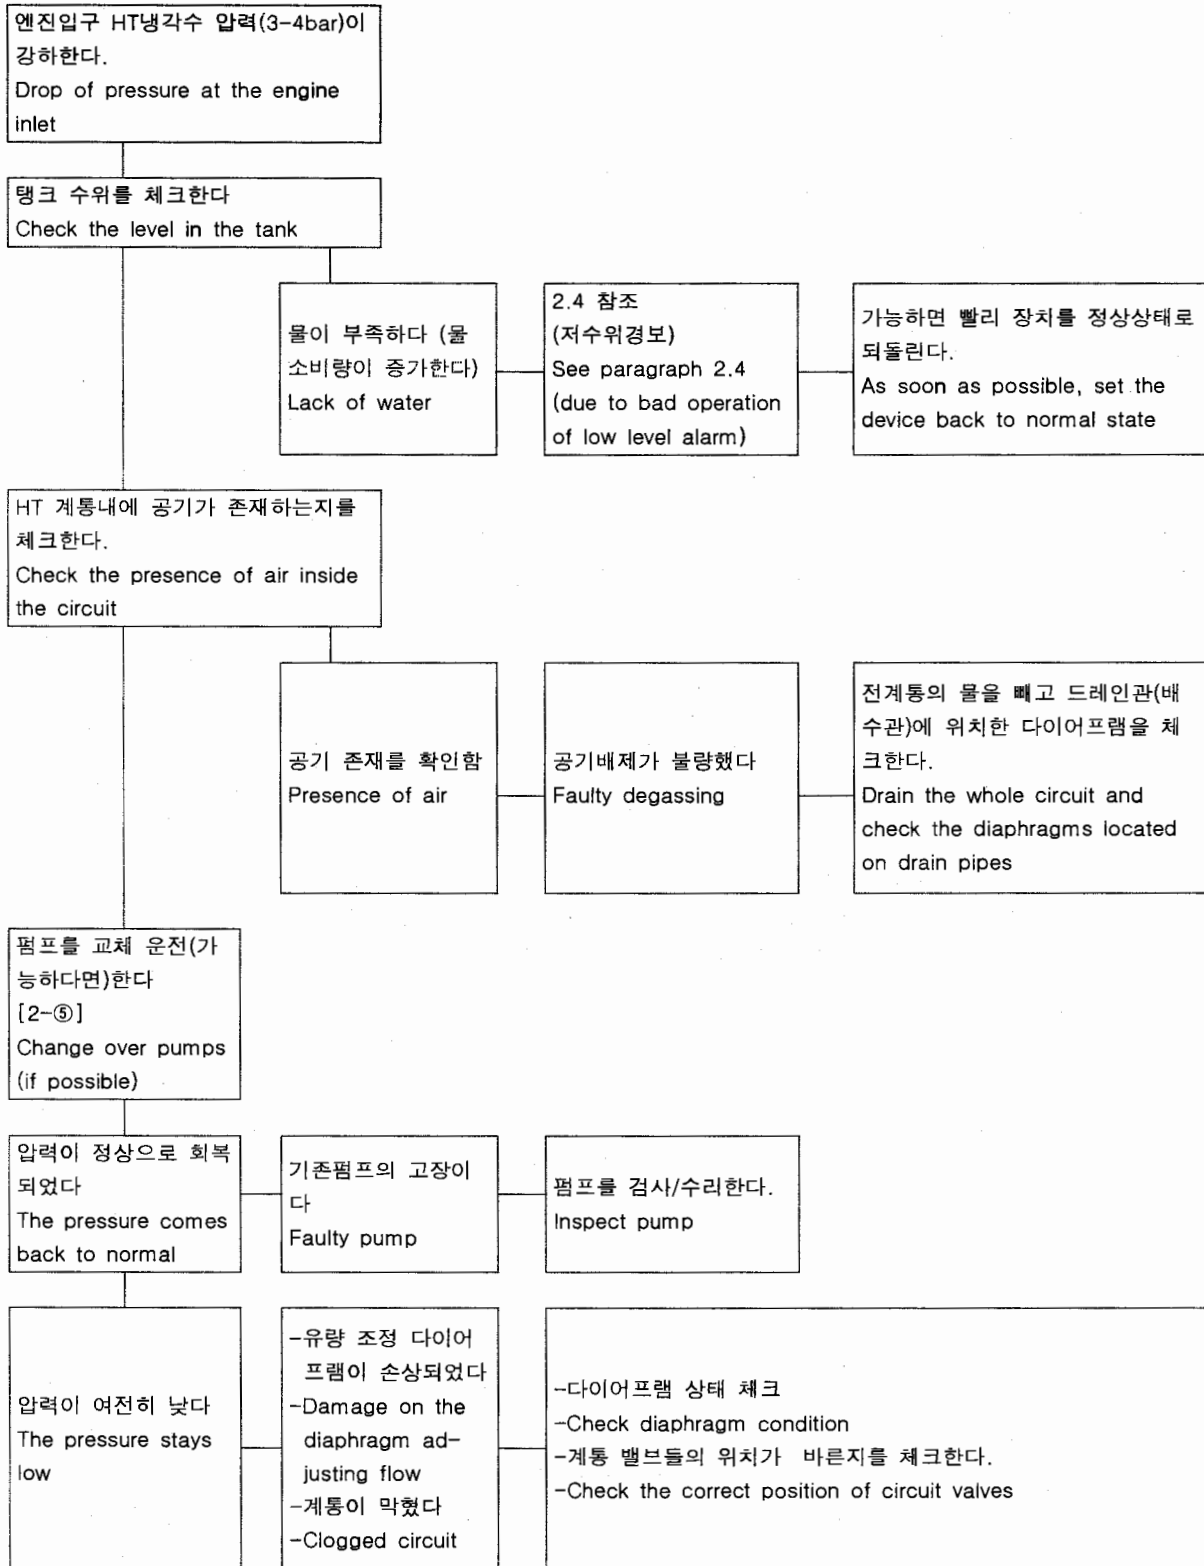 엔진입구 HT냉각수 압력(3-4bar)이
강하한다.
Drop of pressure at the engine
inlet
탱크 수위를 체크한다
Check the level in the tank
물이 부족하다 (물
소비량이 증가한다)
Lack of water
2.4 참조
(저수위경보)
See paragraph 2.4
(due to bad operation
of low level alarm)
가능하면 빨리 장치를 정상상태로
되돌린다.
As soon as possible, set the
device back to normal state
HT 계통내에 공기가 존재하는지를
체크한다.
Check the presence of air inside
the circuit
공기 존재를 확인함
Presence of air
공기배제가 불량했다
Faulty degassing
전계통의 물을 빼고 드레인관(배
수관)에 위치한 다이어프램을 체
크한다.
Drain the whole circuit and
check the diaphragms located
on drain pipes
펌프를 교체 운전(가
능하다면)한다
[2-⑤]
Change over pumps
(if possible)
압력이 정상으로 회복
되었다
The pressure comes
back to normal
기존펌프의 고장이
다
Faulty pump
펌프를 검사/수리한다.
Inspect pump
압력이 여전히 낮다
The pressure stays
low
-유량 조정 다이어
프램이 손상되었다
-Damage on the
diaphragm ad-
justing flow
-계통이 막혔다
-Clogged circuit
-다이어프램 상태 체크
-Check diaphragm condition
-계통 밸브들의 위치가 바른지를 체크한다.
-Check the correct position of circuit valves